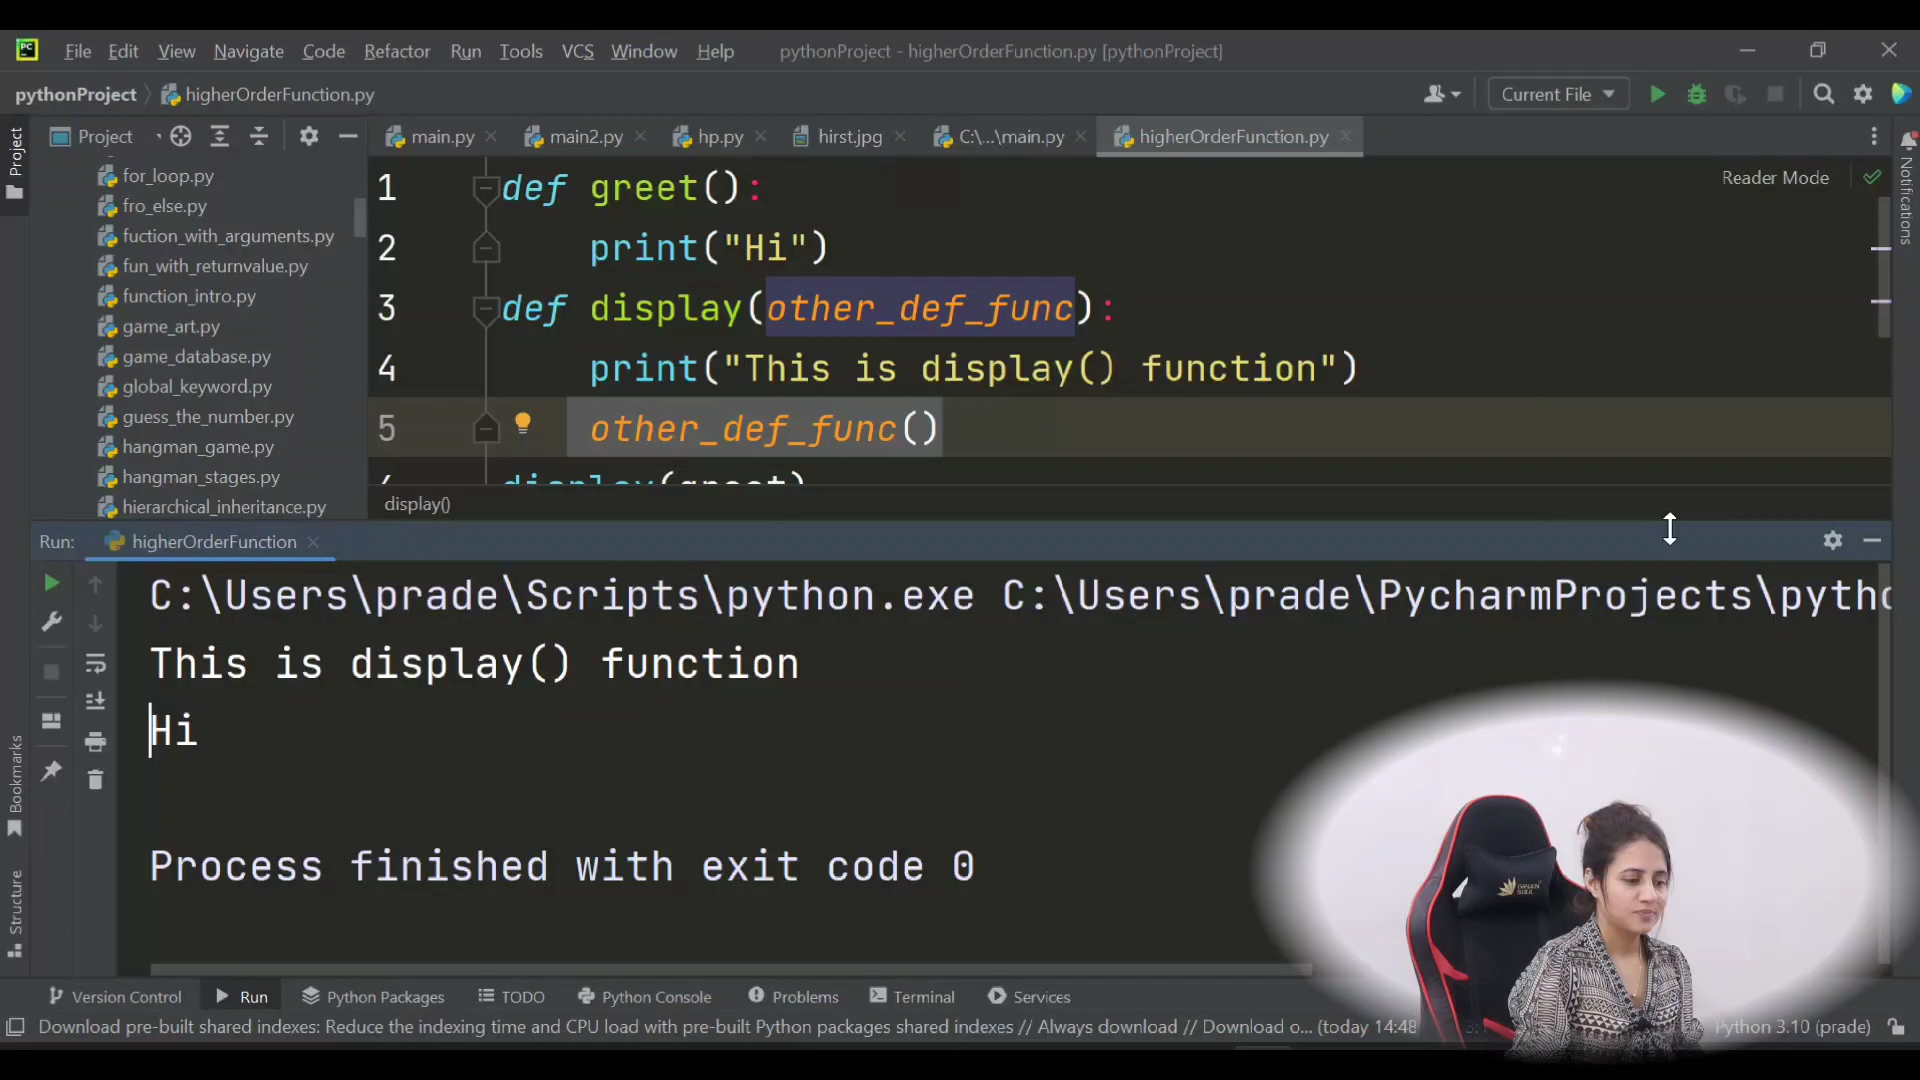 PC File Edit View Navigate Code Refactor Run Tools VCS Window Help pythonProject - higherOrderFunction.py [pythonProject]
pythonProject higherOrderFunction.py Current File
Project main.py main2.py hp.py hirst.jpg C:\...\main.py higherOrderFunction.py
Project
Notifications
Reader Mode
for_loop.py
fro_else.py
fuction_with_arguments.py
fun_with_returnvalue.py
function_intro.py
game_art.py
game_database.py
global_keyword.py
guess_the_number.py
hangman_game.py
hangman_stages.py
hierarchical_inheritance.py
1 def greet():
2 print("Hi")
3 def display(other_def_func):
4 print("This is display() function")
5 other_def_func()
display(greet)
display()
Run: higherOrderFunction
C:\Users\prade\Scripts\python.exe C:\Users\prade\PycharmProjects\pytho
This is display() function
Hi
Process finished with exit code 0
Bookmarks
Structure
GREEN SOUL
Version Control Run Python Packages TODO Python Console Problems Terminal Services
Download pre-built shared indexes: Reduce the indexing time and CPU load with pre-built Python packages shared indexes // Always download // Download o... (today 14:48 Python 3.10 (prade)